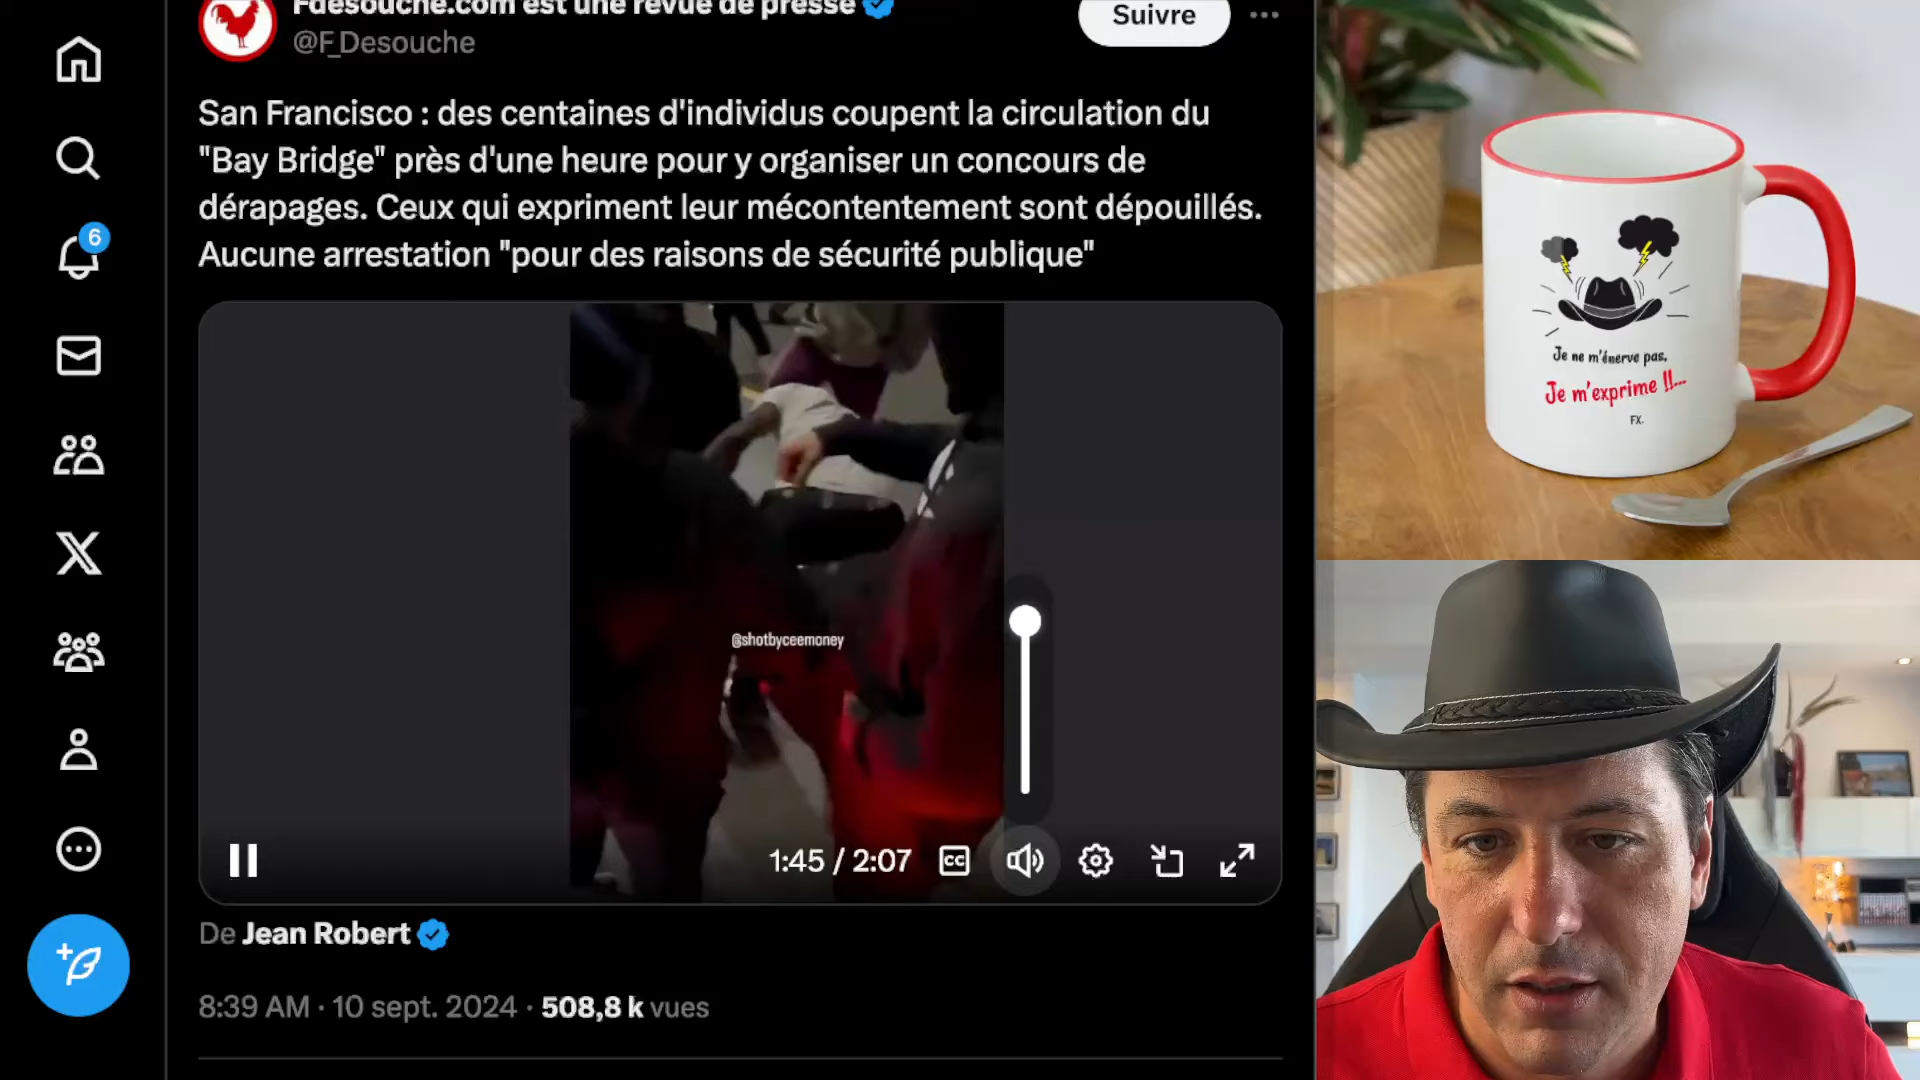 Fdesouche.com est une revue de presse
@F_Desouche
Suivre
San Francisco : des centaines d'individus coupent la circulation du
"Bay Bridge" près d'une heure pour y organiser un concours de
dérapages. Ceux qui expriment leur mécontentement sont dépouillés.
Aucune arrestation "pour des raisons de sécurité publique"
6
@shotbyceemoney
1:45 / 2:07
CC
De Jean Robert
8:39 AM · 10 sept. 2024 · 508,8 k vues
Je ne m'énerve pas,
Je m'exprime !!...
FX.